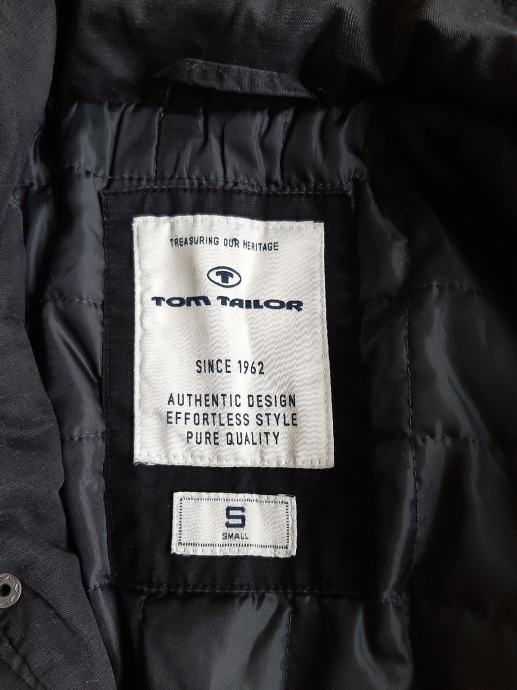 TREASURING OUR HERITAGE
T
TOM TAILOR
SINCE 1962
AUTHENTIC DESIGN
EFFORTLESS STYLE
PURE QUALITY
S
SMALL